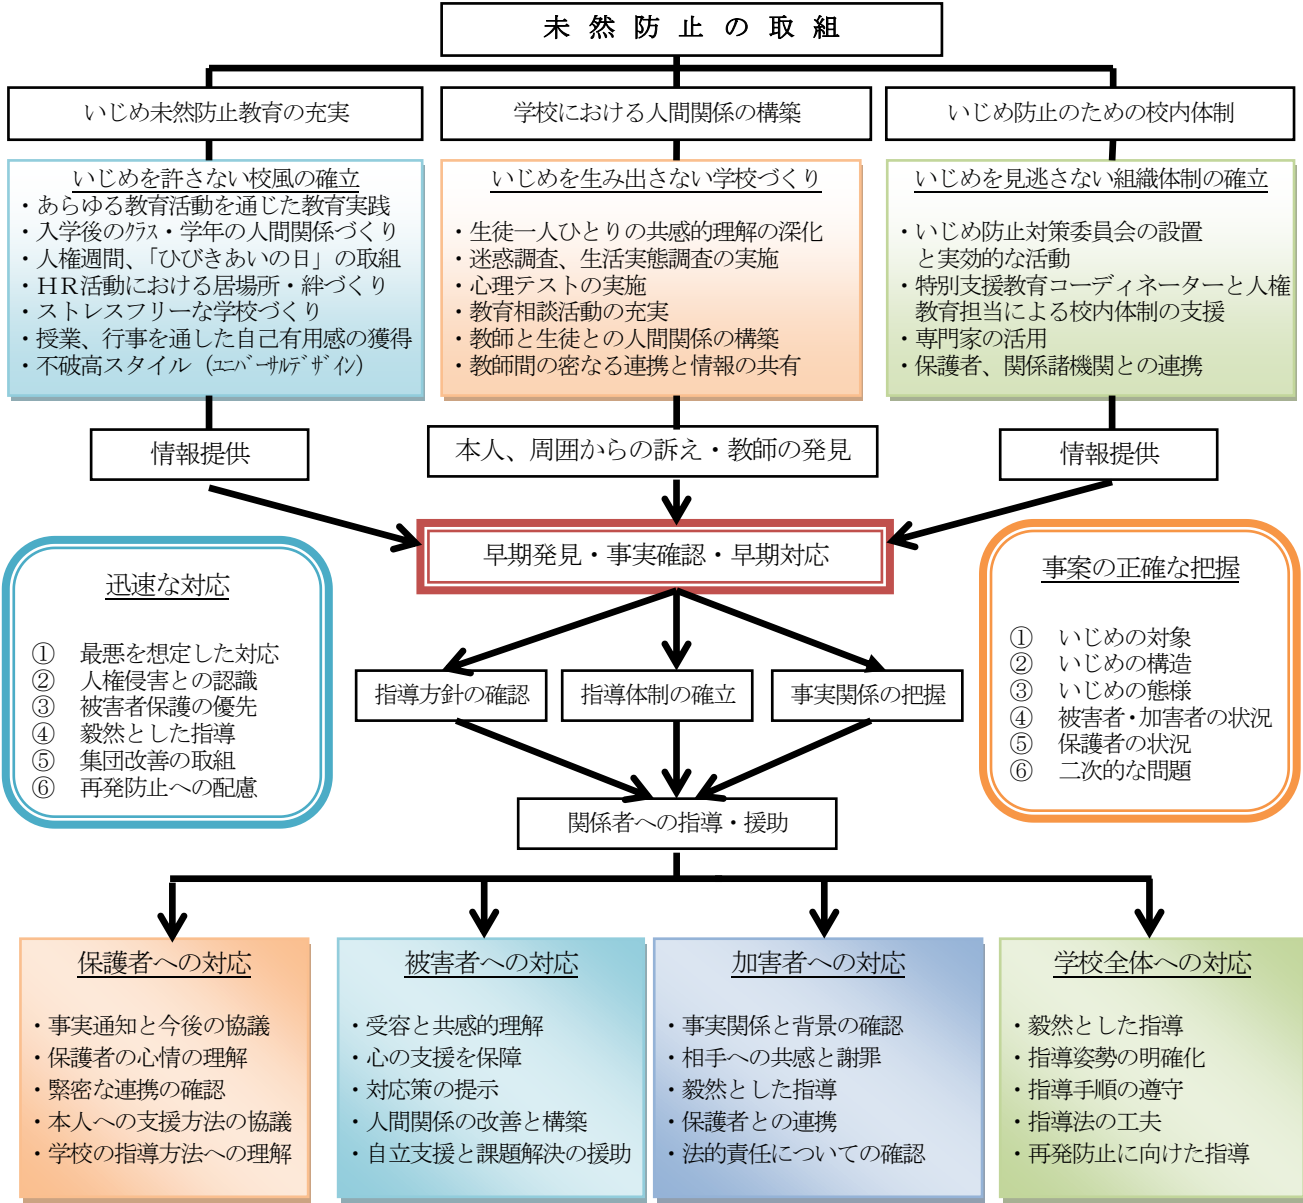 未然防止の取組
いじめ未然防止教育の充実
学校における人間関係の構築
いじめ防止のための校内体制
いじめを許さない校風の確立
・あらゆる教育活動を通じた教育実践
・入学後のｸﾗｽ・学年の人間関係づくり
・人権週間、「ひびきあいの日」の取組
・ＨＲ活動における居場所・絆づくり
・ストレスフリーな学校づくり
・授業、行事を通した自己有用感の獲得
・不破高スタイル（ﾕﾆﾊﾞｰｻﾙﾃﾞｻﾞｲﾝ）
いじめを生み出さない学校づくり
・生徒一人ひとりの共感的理解の深化
・迷惑調査、生活実態調査の実施
・心理テストの実施
・教育相談活動の充実
・教師と生徒との人間関係の構築
・教師間の密なる連携と情報の共有
いじめを見逃さない組織体制の確立
・いじめ防止対策委員会の設置
と実効的な活動
・特別支援教育コーディネーターと人権
教育担当による校内体制の支援
・専門家の活用
・保護者、関係諸機関との連携
情報提供
本人、周囲からの訴え・教師の発見
情報提供
早期発見・事実確認・早期対応
迅速な対応
① 最悪を想定した対応
② 人権侵害との認識
③ 被害者保護の優先
④ 毅然とした指導
⑤ 集団改善の取組
⑥ 再発防止への配慮
事案の正確な把握
① いじめの対象
② いじめの構造
③ いじめの態様
④ 被害者・加害者の状況
⑤ 保護者の状況
⑥ 二次的な問題
指導方針の確認
指導体制の確立
事実関係の把握
関係者への指導・援助
保護者への対応
・事実通知と今後の協議
・保護者の心情の理解
・緊密な連携の確認
・本人への支援方法の協議
・学校の指導方法への理解
被害者への対応
・受容と共感的理解
・心の支援を保障
・対応策の提示
・人間関係の改善と構築
・自立支援と課題解決の援助
加害者への対応
・事実関係と背景の確認
・相手への共感と謝罪
・毅然とした指導
・保護者との連携
・法的責任についての確認
学校全体への対応
・毅然とした指導
・指導姿勢の明確化
・指導手順の遵守
・指導法の工夫
・再発防止に向けた指導